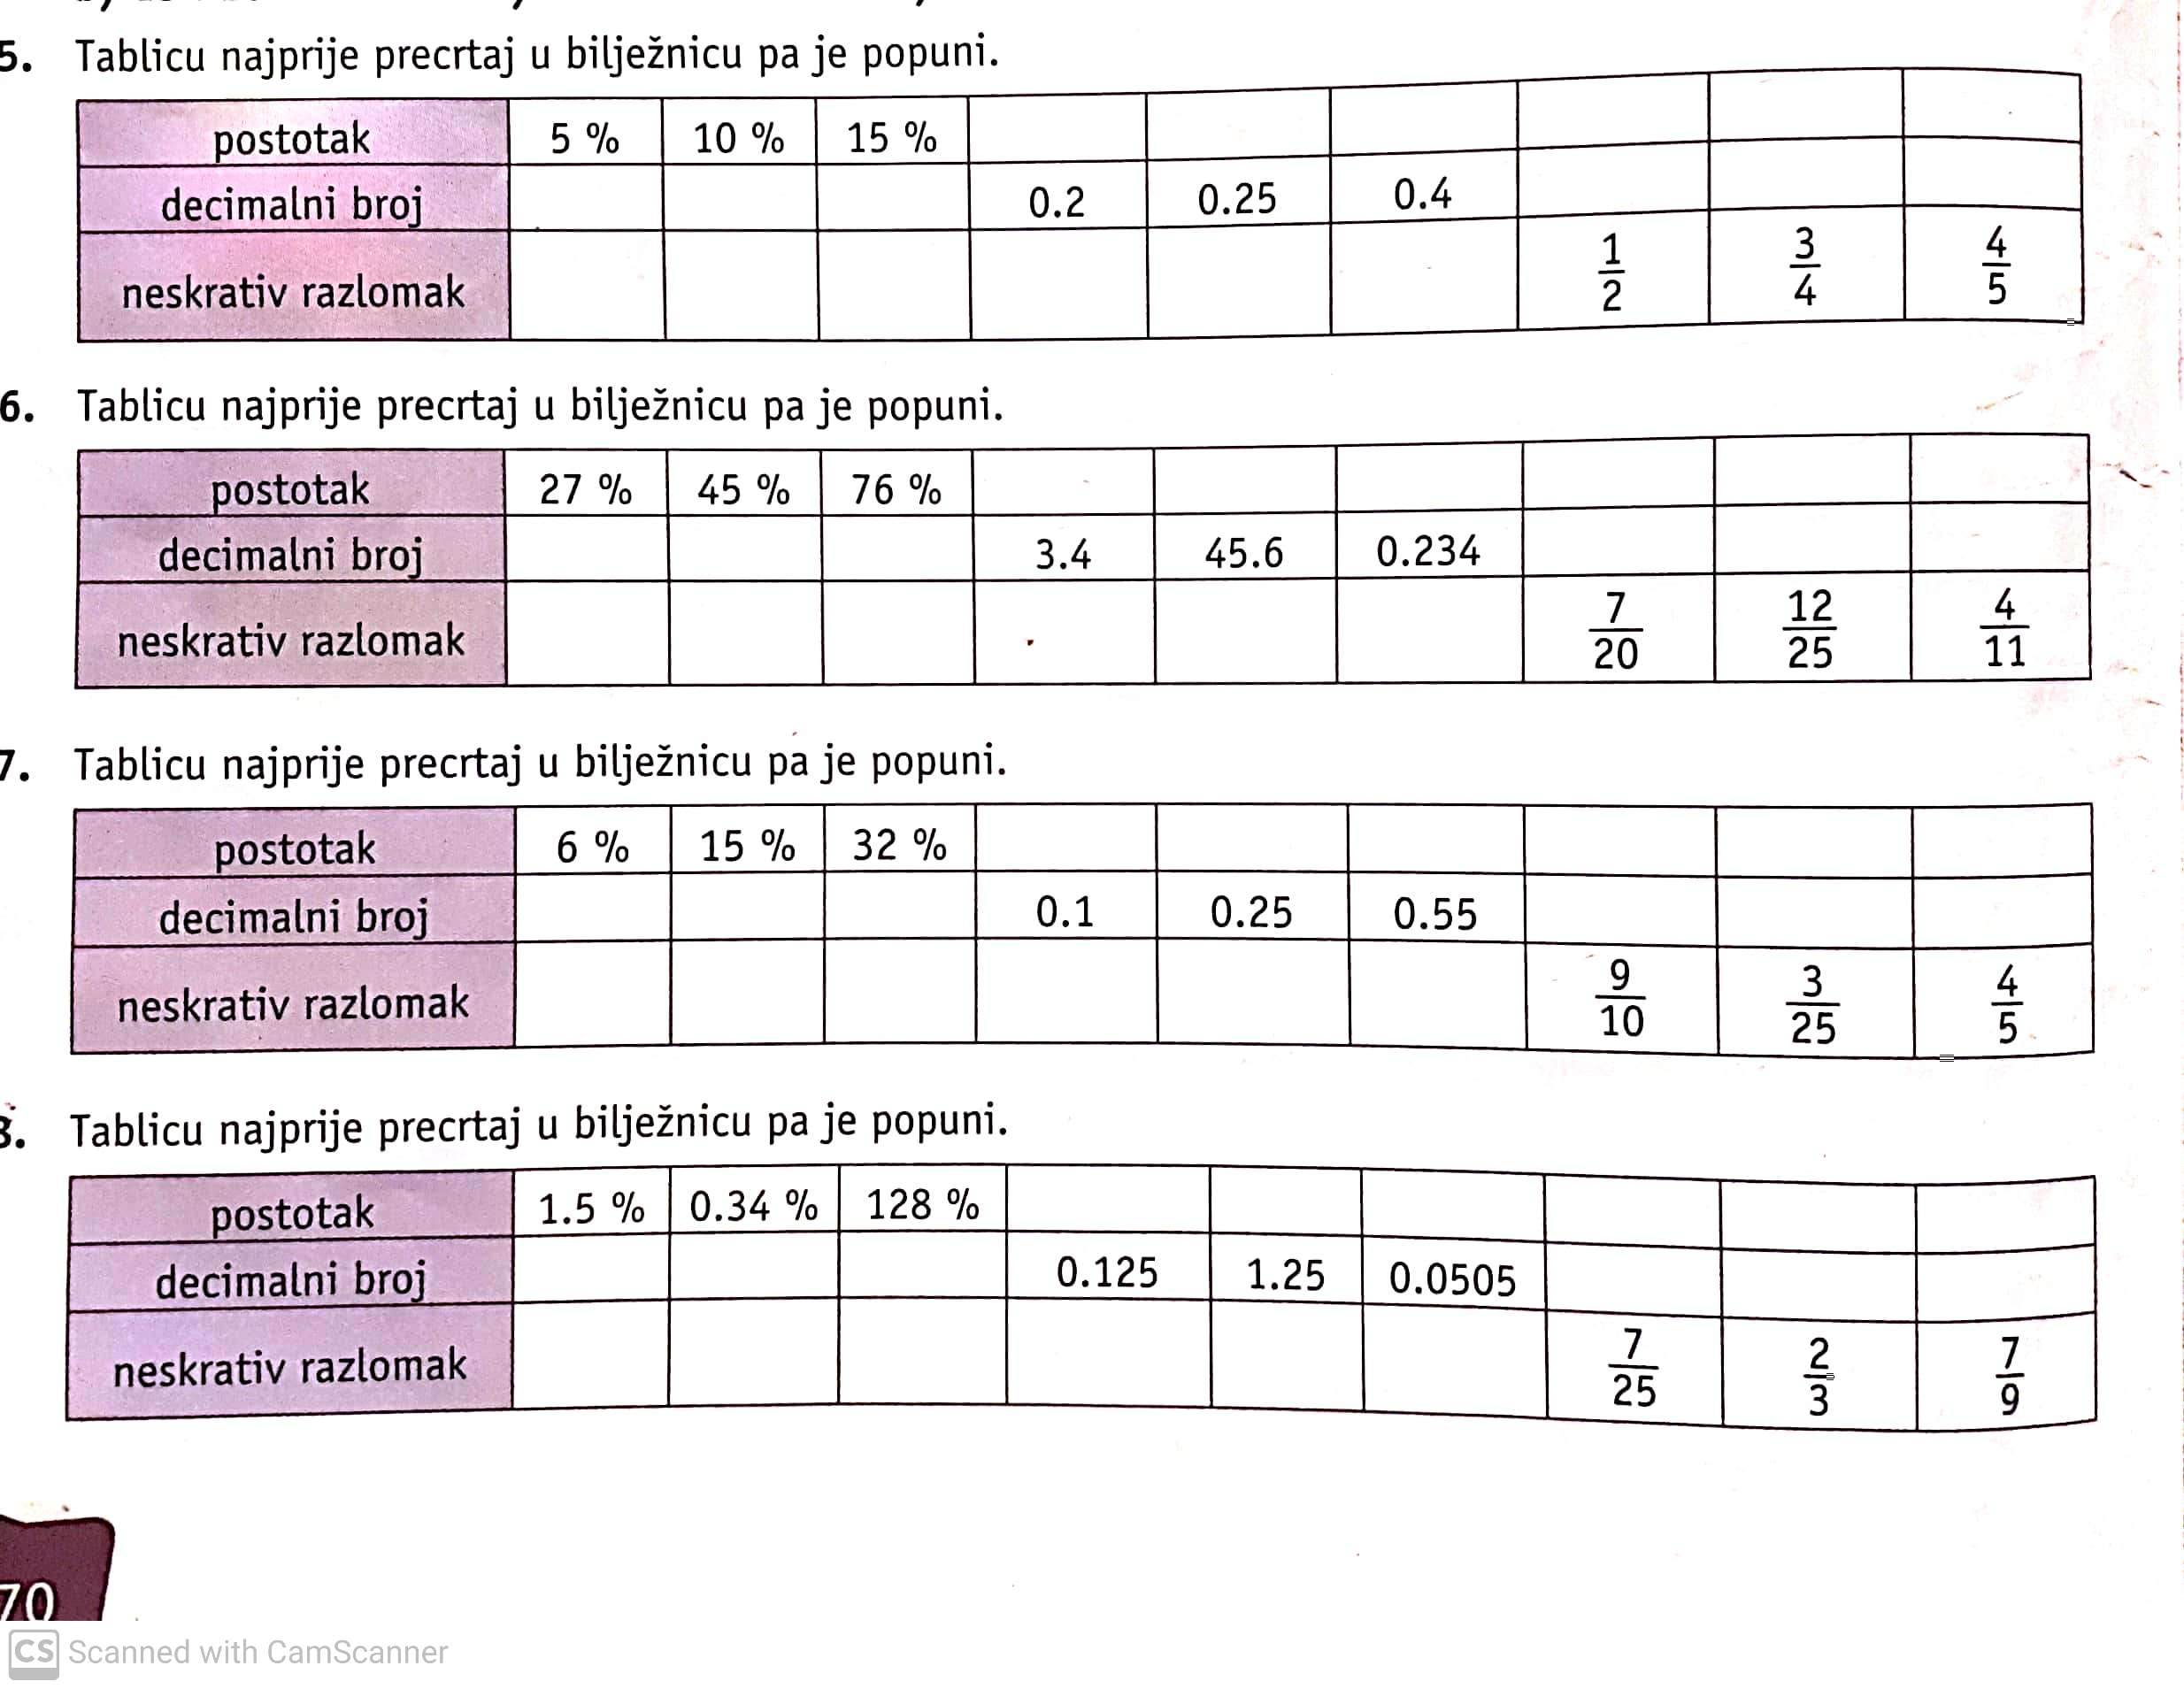 5. Tablicu najprije precrtaj u bilježnicu pa je popuni.
postotak 5 % 10 % 15 %
decimalni broj 0.2 0.25 0.4
neskrativ razlomak 1/2 3/4 4/5
6. Tablicu najprije precrtaj u bilježnicu pa je popuni.
postotak 27 % 45 % 76 %
decimalni broj 3.4 45.6 0.234
neskrativ razlomak 7/20 12/25 4/11
7. Tablicu najprije precrtaj u bilježnicu pa je popuni.
postotak 6 % 15 % 32 %
decimalni broj 0.1 0.25 0.55
neskrativ razlomak 9/10 3/25 4/5
8. Tablicu najprije precrtaj u bilježnicu pa je popuni.
postotak 1.5 % 0.34 % 128 %
decimalni broj 0.125 1.25 0.0505
neskrativ razlomak 7/25 2/3 7/9
70
CS Scanned with CamScanner